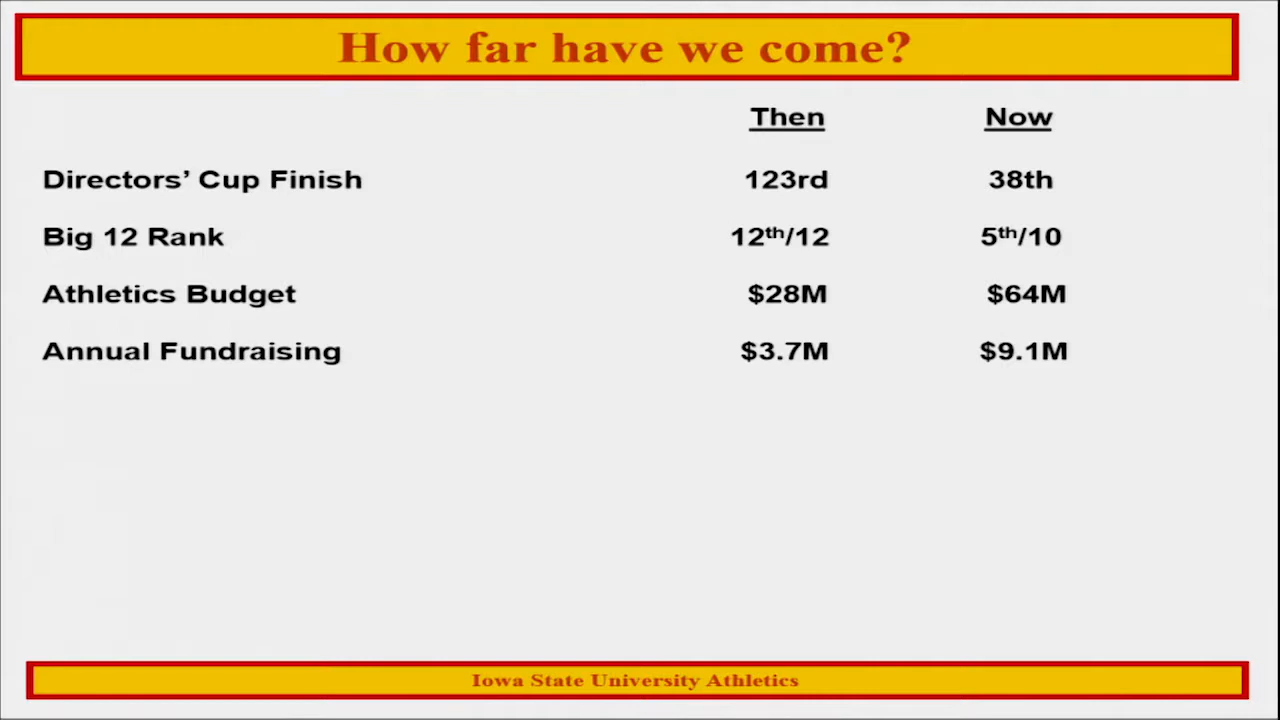 How far have we come?
Then Now
Directors’ Cup Finish 123rd 38th
Big 12 Rank 12th/12 5th/10
Athletics Budget $28M $64M
Annual Fundraising $3.7M $9.1M
Iowa State University Athletics